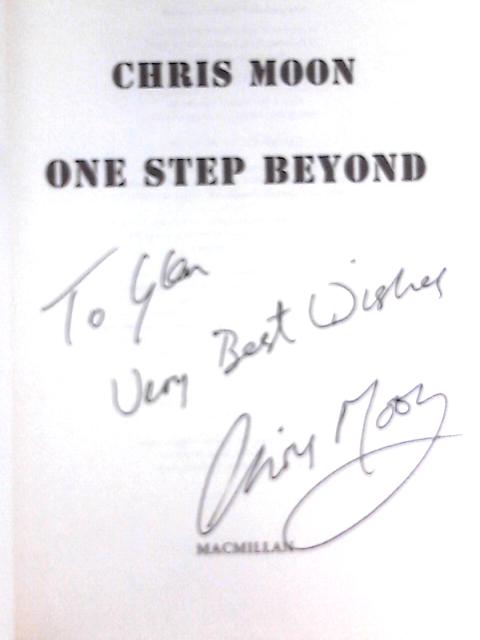 CHRIS MOON
ONE STEP BEYOND
To Glen
Very Best Wishes
Chris Moon
MACMILLAN